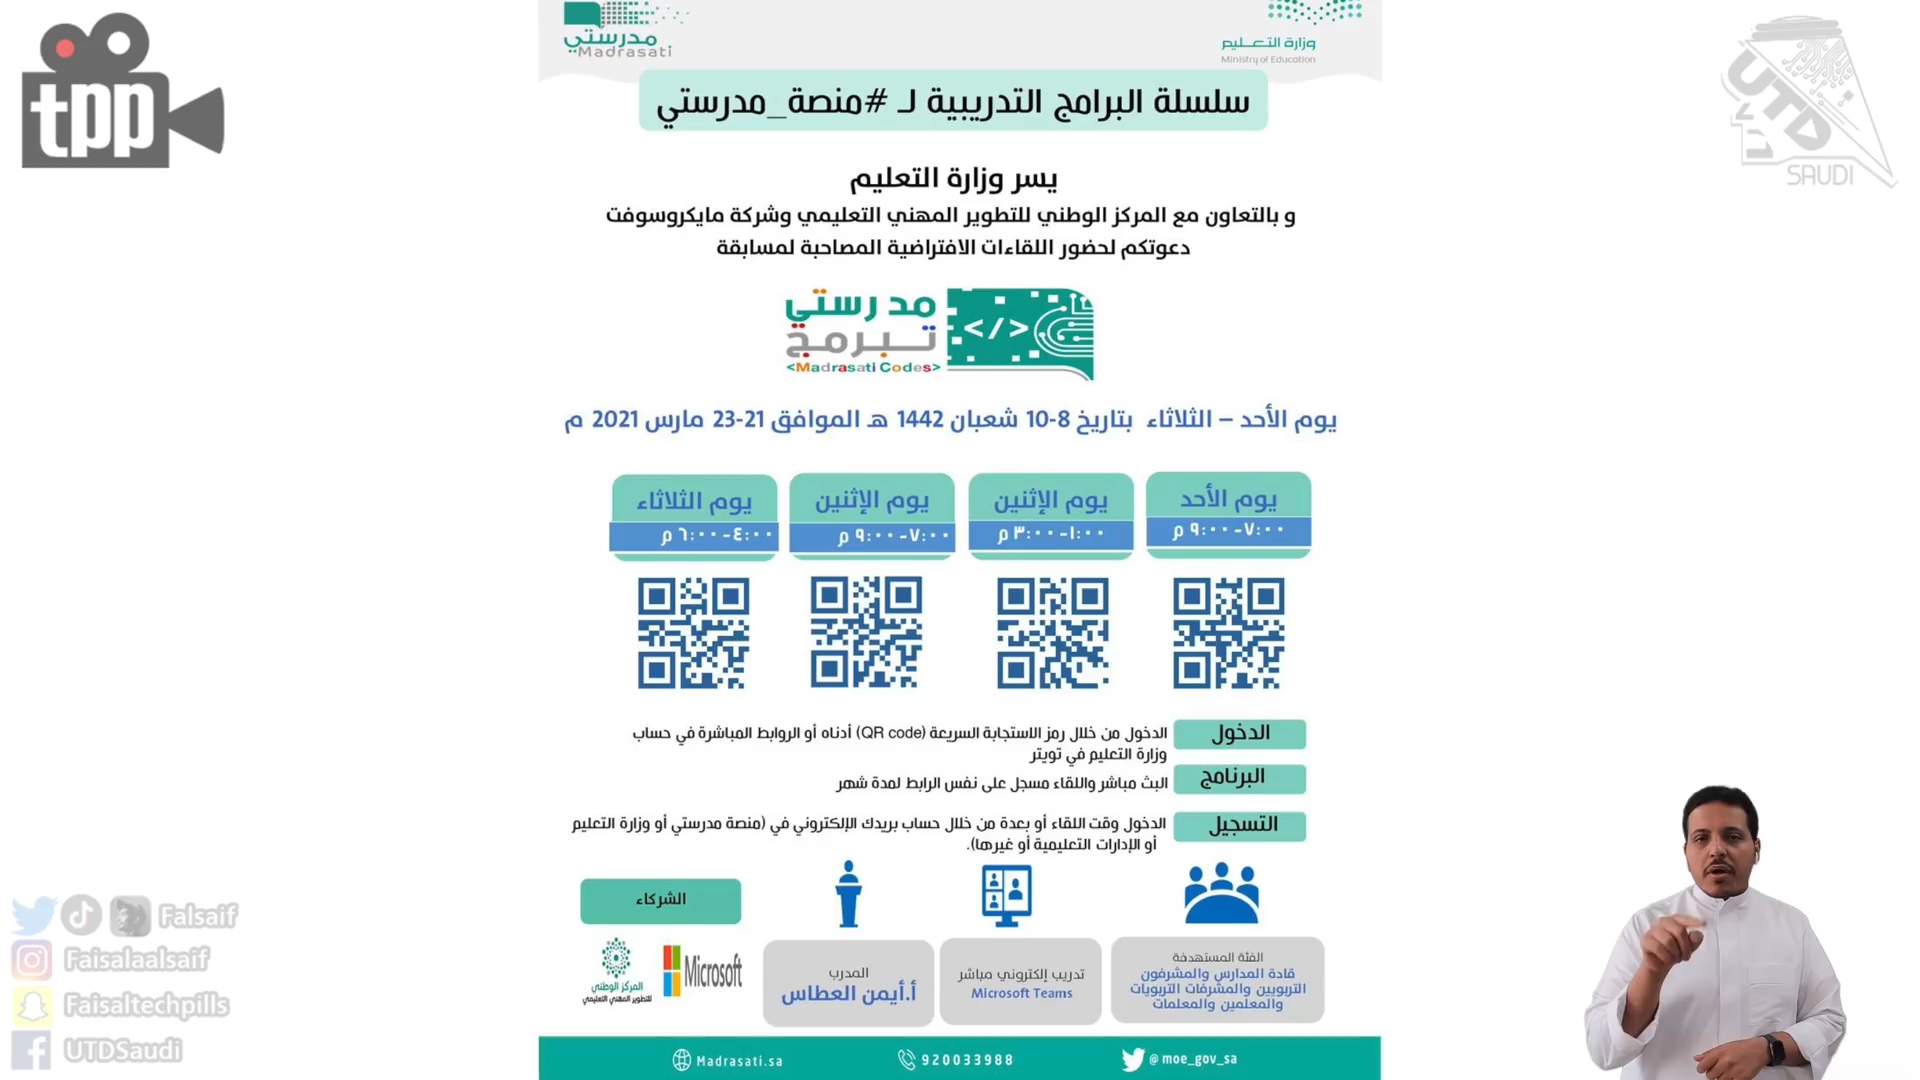 tpp
مدرستي
Madrasati
وزارة التعـليم
Ministry of Education
UTD
SAUDI
سلسلة البرامج التدريبية لـ #منصة_مدرستي
يسر وزارة التعليم
و بالتعاون مع المركز الوطني للتطوير المهني التعليمي وشركة مايكروسوفت
دعوتكم لحضور اللقاءات الافتراضية المصاحبة لمسابقة
مدرستي
تـبرمج
<Madrasati Codes>
</>
يوم الأحد – الثلاثاء بتاريخ 8-10 شعبان 1442 هـ الموافق 21-23 مارس 2021 م
يوم الأحد
٧:٠٠-٩:٠٠ م
يوم الإثنين
١:٠٠-٣:٠٠ م
يوم الإثنين
٧:٠٠-٩:٠٠ م
يوم الثلاثاء
٤:٠٠-٦:٠٠ م
الدخول
الدخول من خلال رمز الاستجابة السريعة (QR code) أدناه أو الروابط المباشرة في حساب
وزارة التعليم في تويتر
البرنامج
البث مباشر واللقاء مسجل على نفس الرابط لمدة شهر
التسجيل
الدخول وقت اللقاء أو بعدة من خلال حساب بريدك الإلكتروني في (منصة مدرستي أو وزارة التعليم
أو الإدارات التعليمية أو غيرها).
الفئة المستهدفة
قادة المدارس والمشرفون
التربويين والمشرفات التربويات
والمعلمين والمعلمات
تدريب إلكتروني مباشر
Microsoft Teams
المدرب
أ.أيمن العطاس
الشركاء
Microsoft
المركز الوطني
للتطوير المهني التعليمي
Madrasati.sa
920033988
@moe_gov_sa
Falsaif
Faisalaalsaif
Faisaltechpills
UTDSaudi